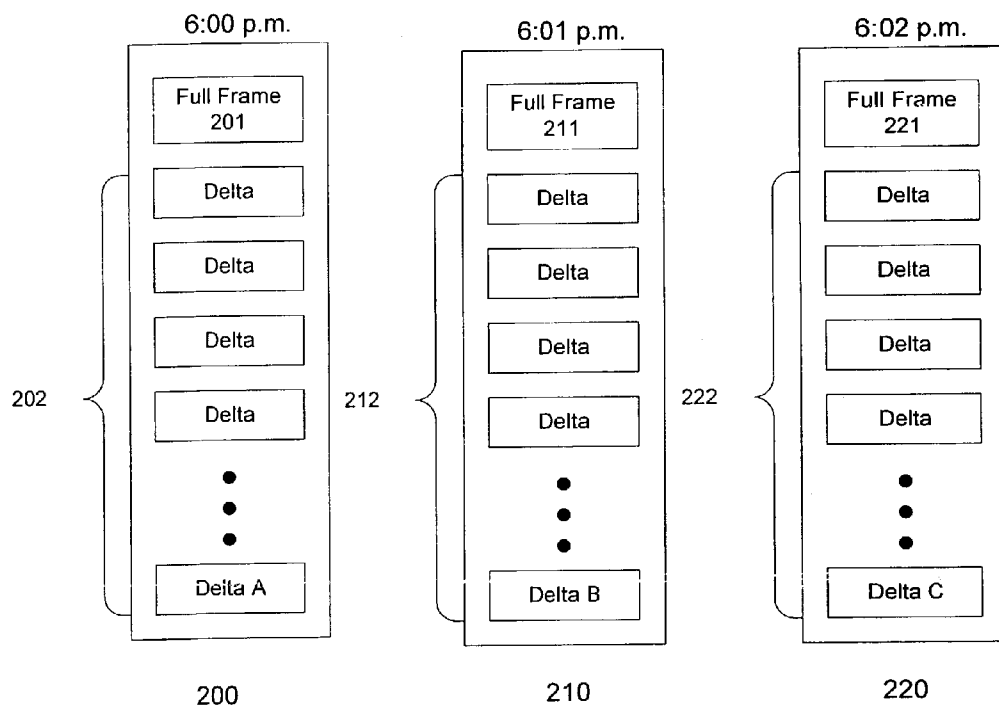 6:00 p.m.
6:01 p.m.
6:02 p.m.
Full Frame
201
Full Frame
211
Full Frame
221
Delta
Delta
Delta
Delta
Delta
Delta
Delta
Delta
Delta
Delta
Delta
Delta
202
212
222
Delta A
Delta B
Delta C
200
210
220